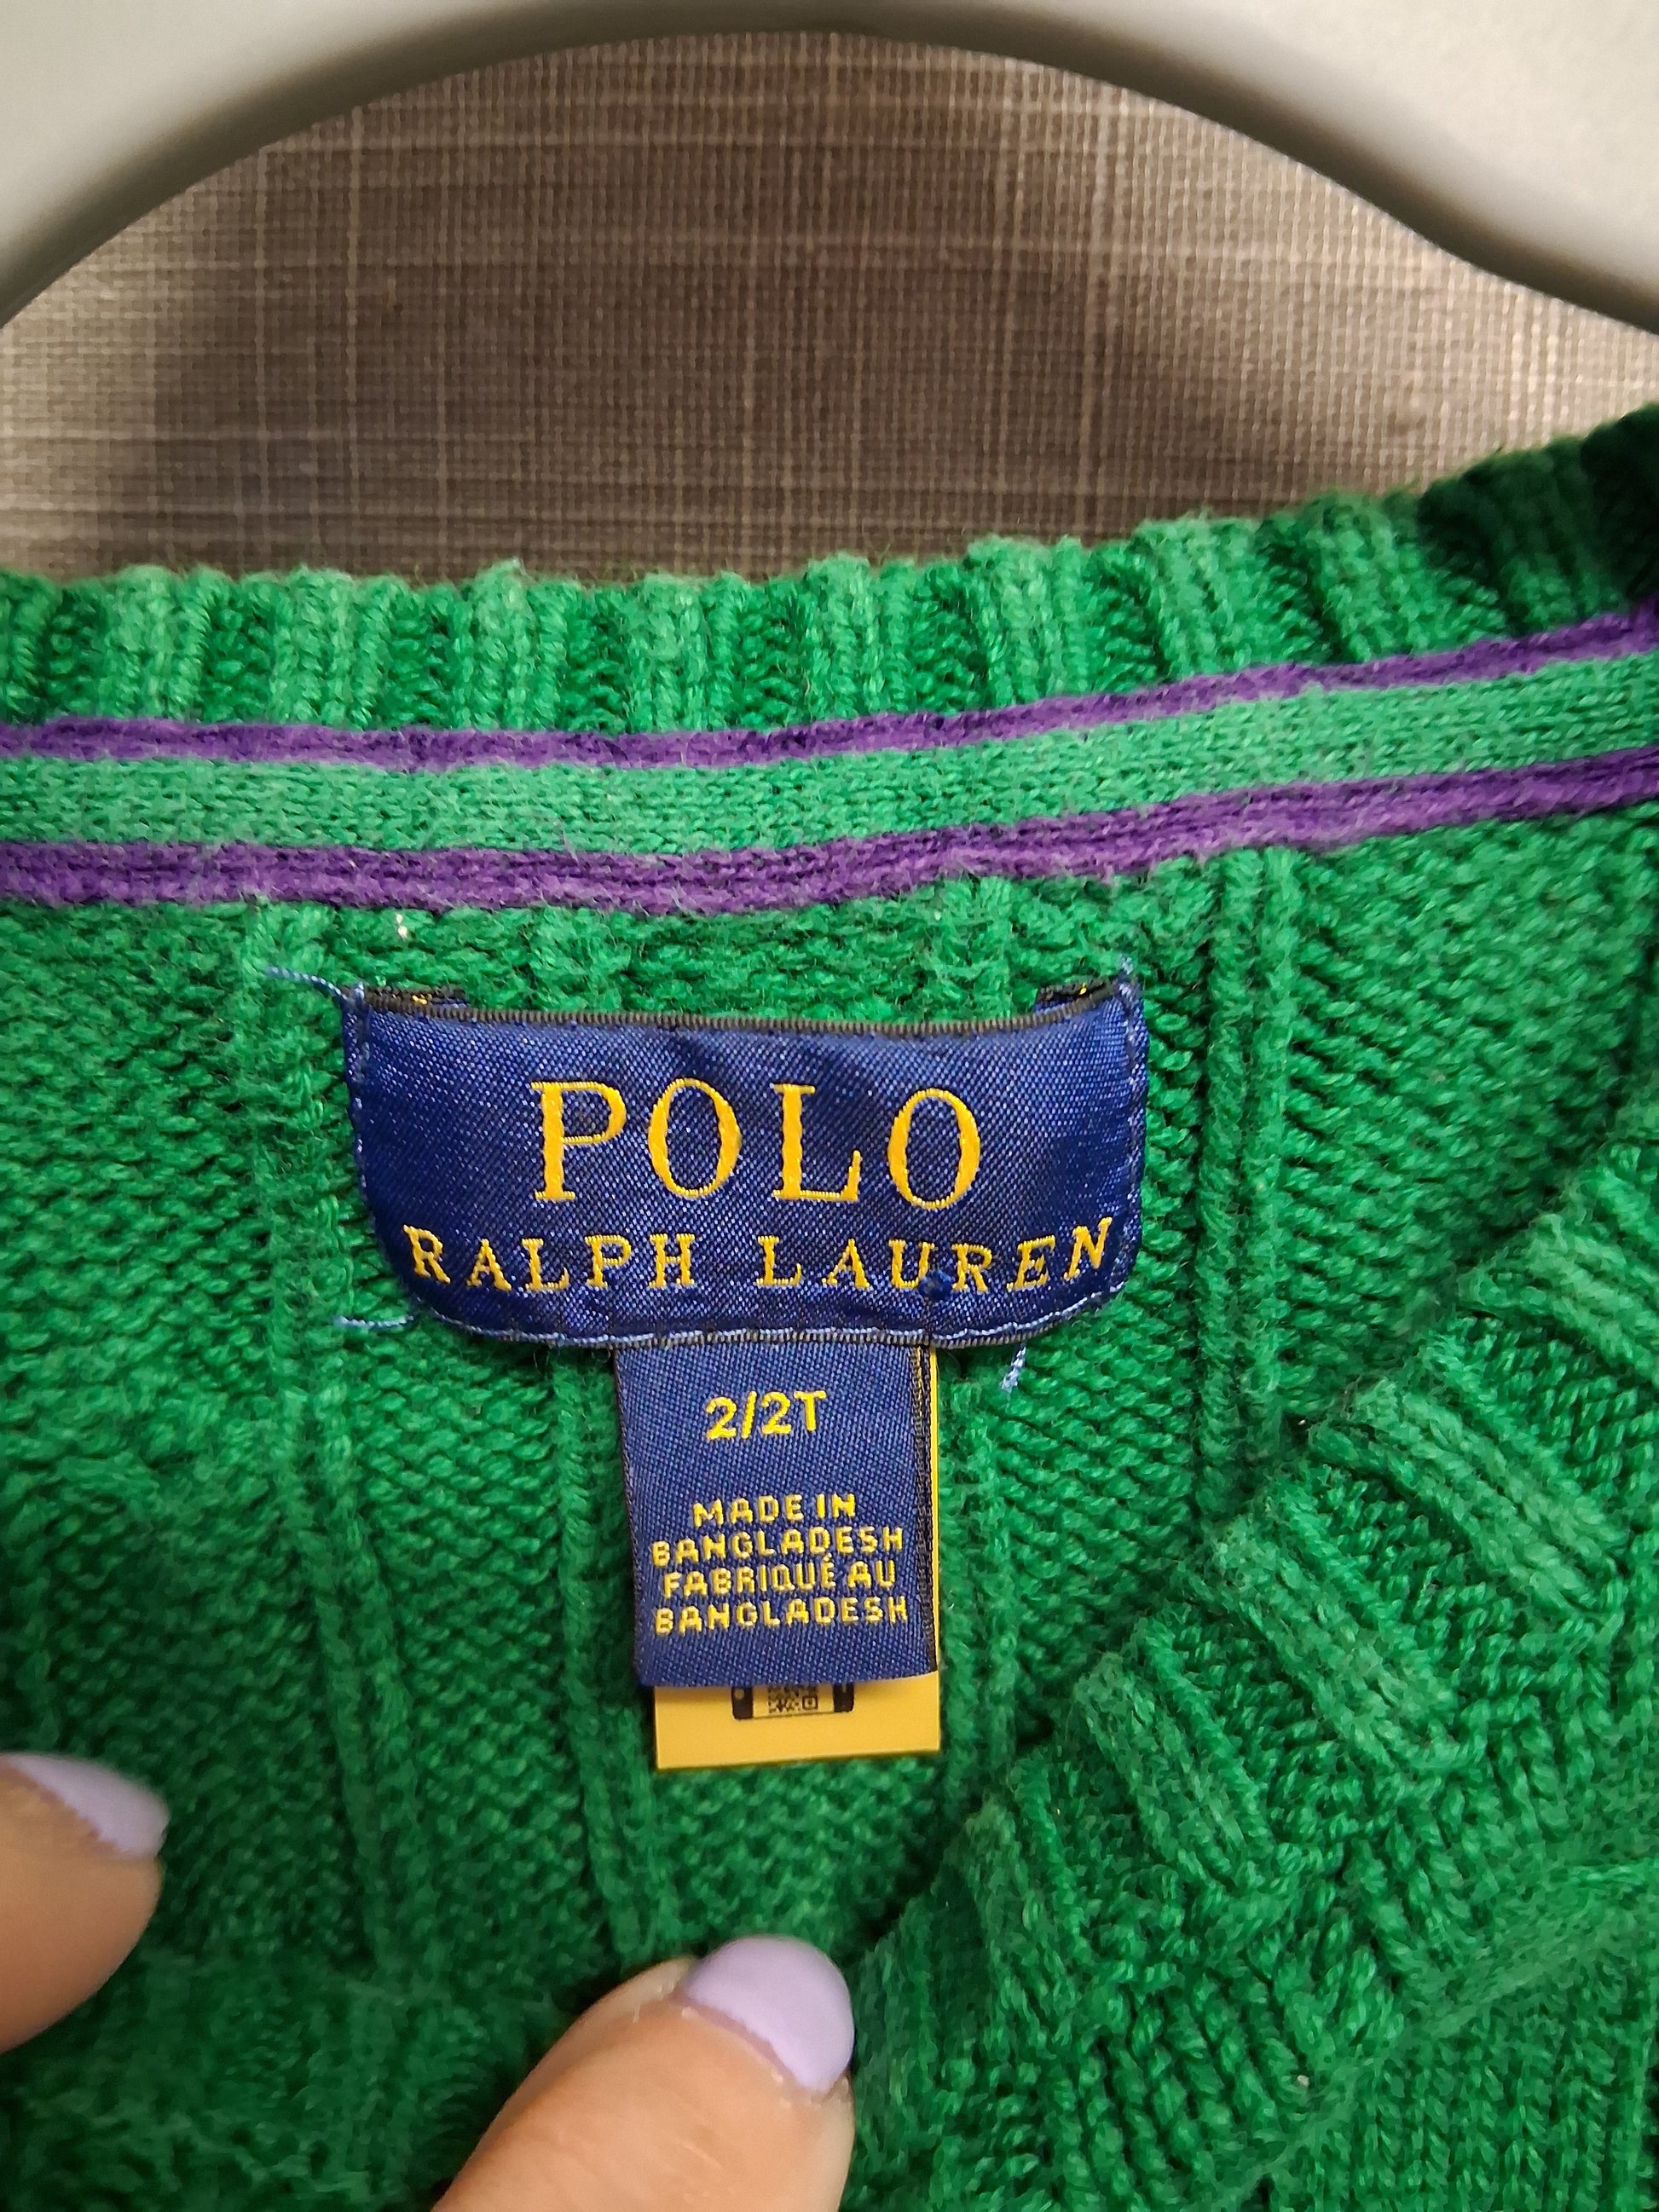 POLO
RALPH LAUREN
2/2T
MADE IN
BANGLADESH
FABRIQUÉ AU
BANGLADESH